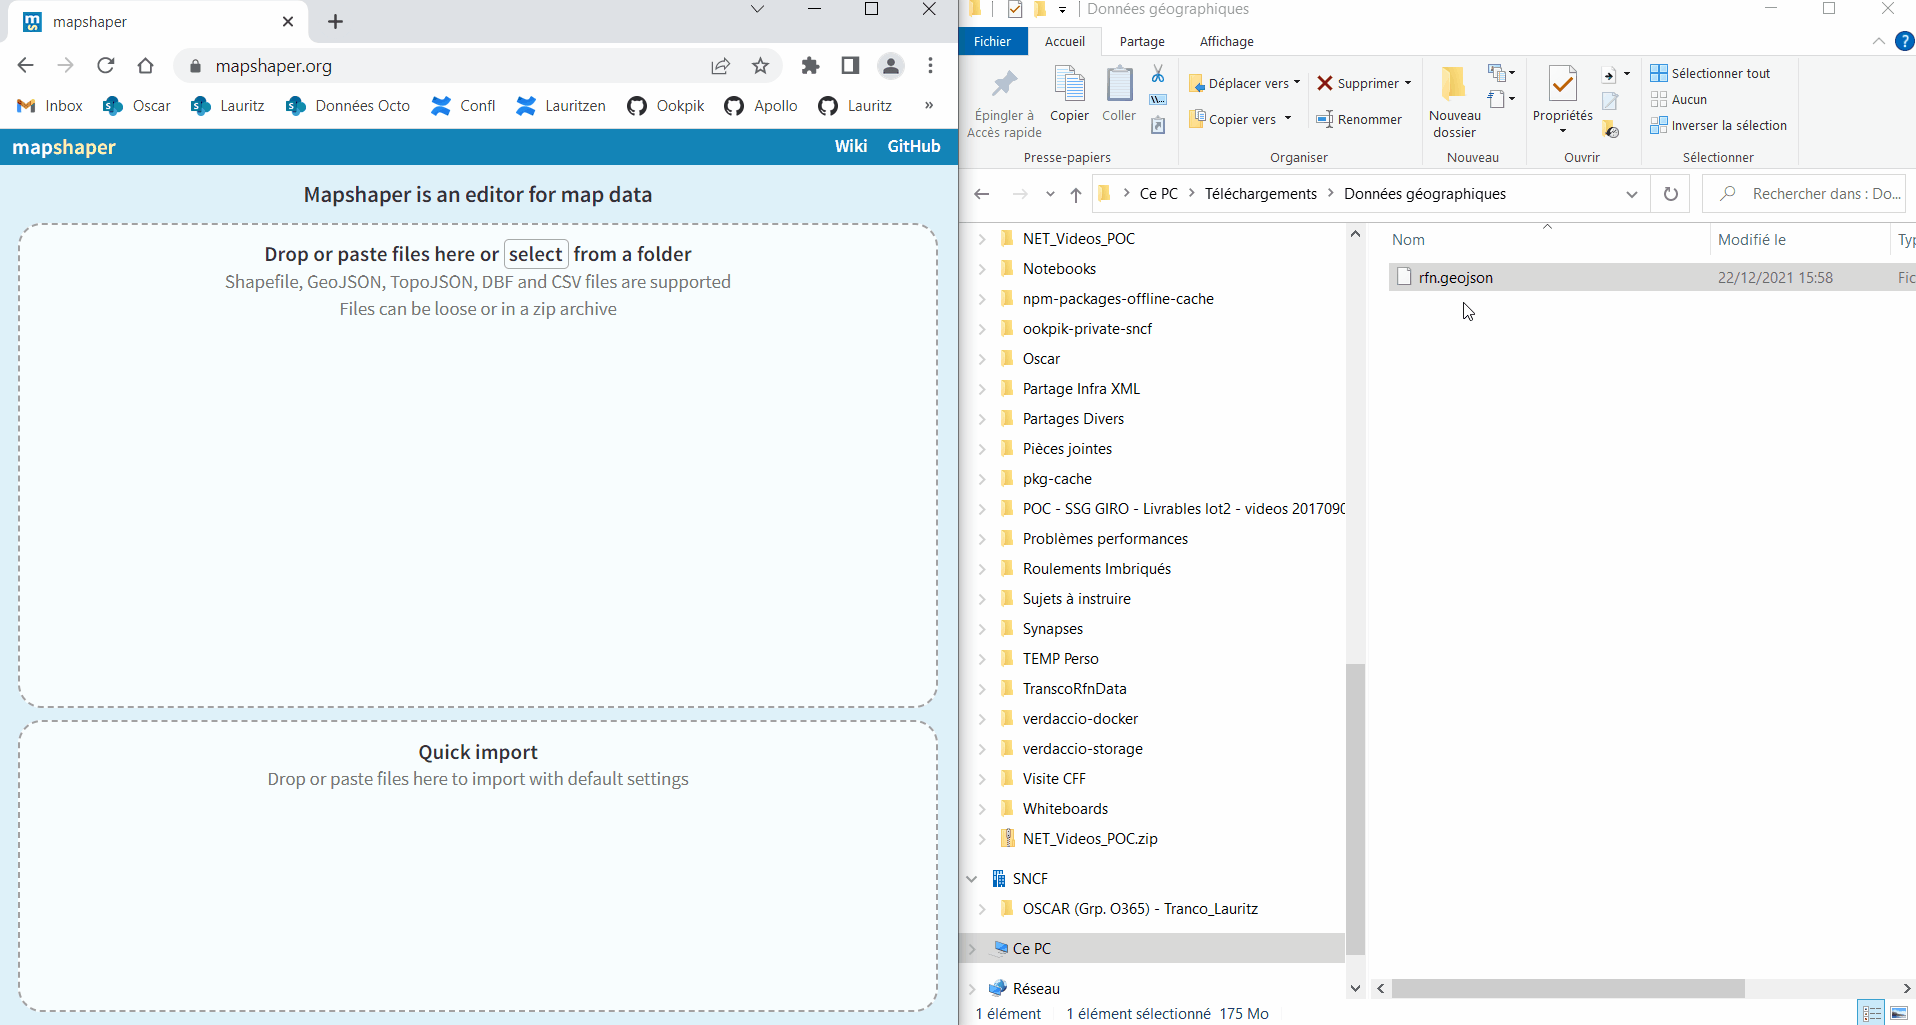 mapshaper
mapshaper.org
Inbox
Oscar
Lauritz
Données Octo
Confl
Lauritzen
Ookpik
Apollo
Lauritz
»
mapshaper
Wiki
GitHub
Mapshaper is an editor for map data
Drop or paste files here or select from a folder
Shapefile, GeoJSON, TopoJSON, DBF and CSV files are supported
Files can be loose or in a zip archive
Quick import
Drop or paste files here to import with default settings
Données géographiques
Fichier
Accueil
Partage
Affichage
Épingler à
Accès rapide
Copier
Coller
Presse-papiers
Déplacer vers
Copier vers
Supprimer
Renommer
Organiser
Nouveau
dossier
Nouveau
Propriétés
Ouvrir
Sélectionner tout
Aucun
Inverser la sélection
Sélectionner
Ce PC > Téléchargements > Données géographiques
Rechercher dans : Do...
NET_Videos_POC
Notebooks
npm-packages-offline-cache
ookpik-private-sncf
Oscar
Partage Infra XML
Partages Divers
Pièces jointes
pkg-cache
POC - SSG GIRO - Livrables lot2 - videos 201709
Problèmes performances
Roulements Imbriqués
Sujets à instruire
Synapses
TEMP Perso
TranscoRfnData
verdaccio-docker
verdaccio-storage
Visite CFF
Whiteboards
NET_Videos_POC.zip
SNCF
OSCAR (Grp. O365) - Tranco_Lauritz
Ce PC
Réseau
Nom
Modifié le
Ty
rfn.geojson
22/12/2021 15:58
Fic
1 élément
1 élément sélectionné 175 Mo